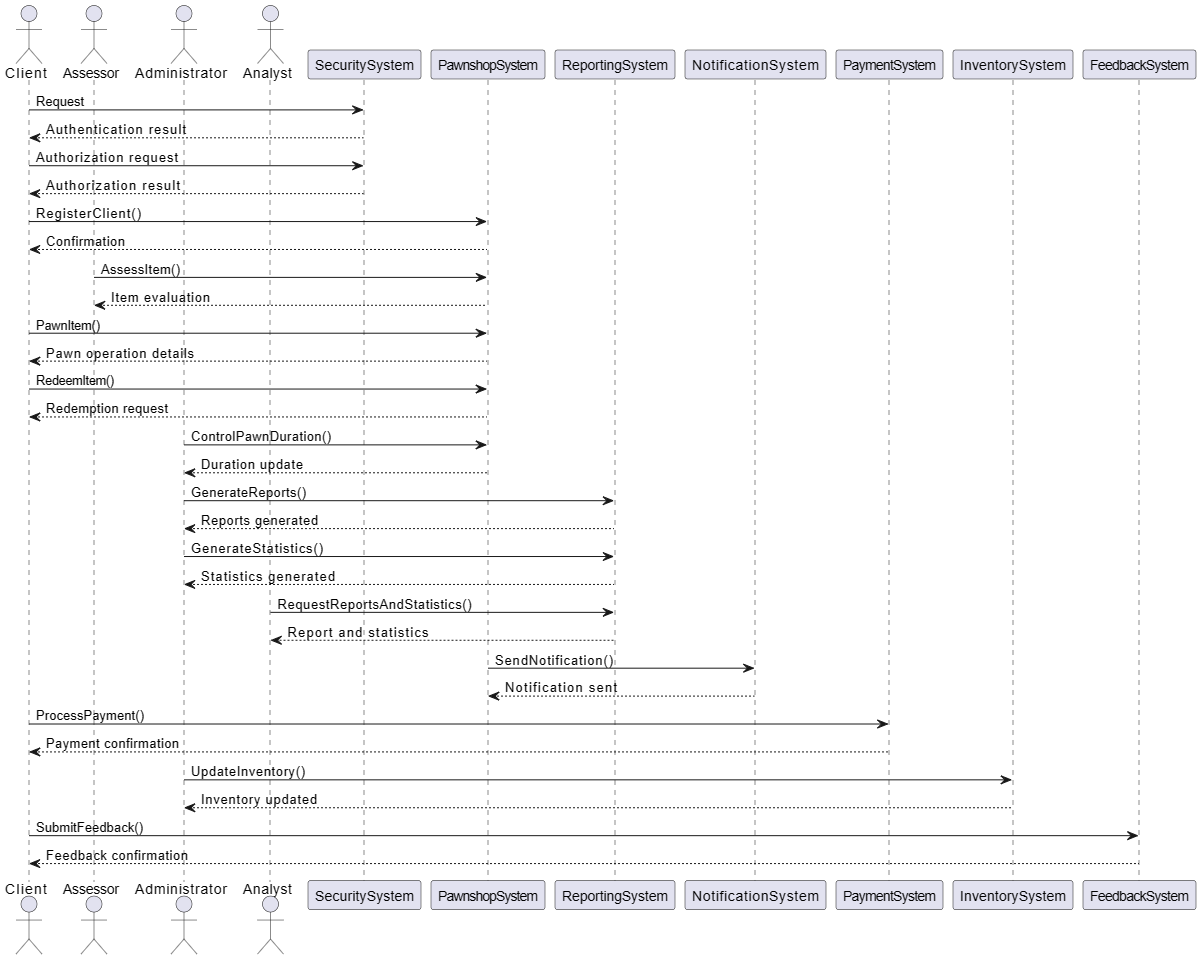 Client Assessor Administrator Analyst SecuritySystem PawnshopSystem ReportingSystem NotificationSystem PaymentSystem InventorySystem FeedbackSystem
Request
Authentication result
Authorization request
Authorization result
RegisterClient()
Confirmation
AssessItem()
Item evaluation
PawnItem()
Pawn operation details
RedeemItem()
Redemption request
ControlPawnDuration()
Duration update
GenerateReports()
Reports generated
GenerateStatistics()
Statistics generated
RequestReportsAndStatistics()
Report and statistics
SendNotification()
Notification sent
ProcessPayment()
Payment confirmation
UpdateInventory()
Inventory updated
SubmitFeedback()
Feedback confirmation
Client Assessor Administrator Analyst SecuritySystem PawnshopSystem ReportingSystem NotificationSystem PaymentSystem InventorySystem FeedbackSystem